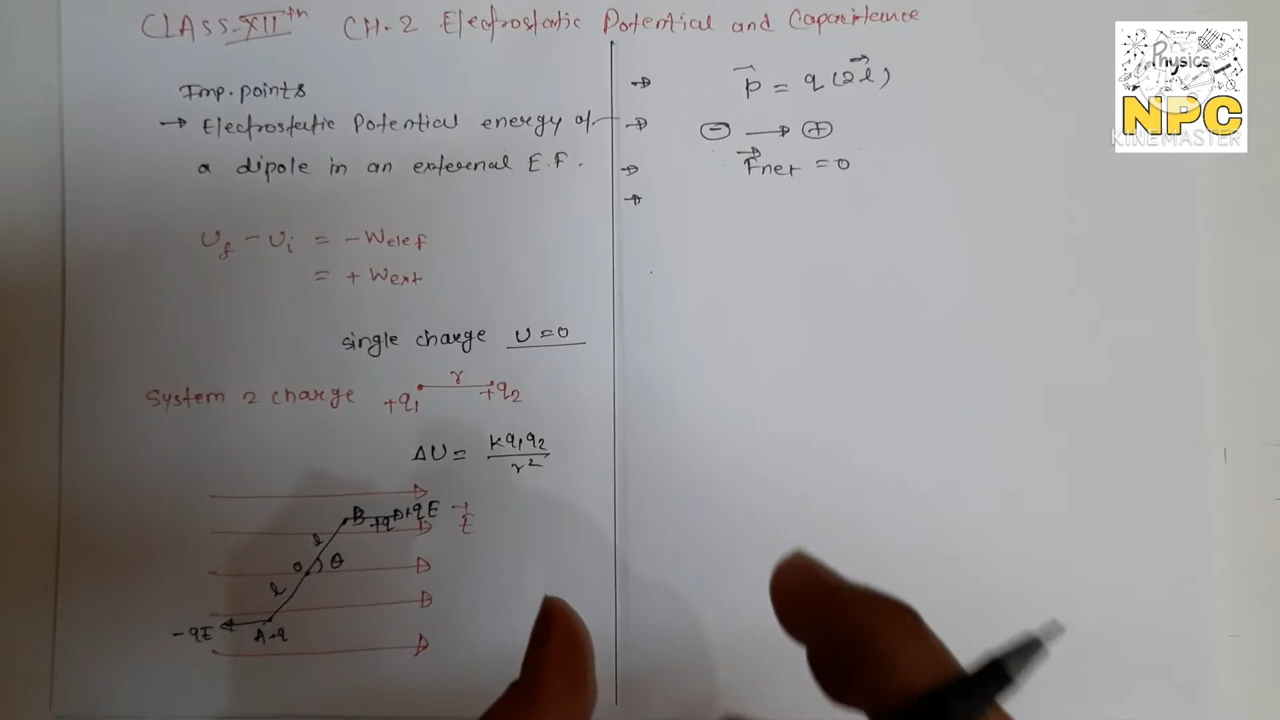 CLASS-XIIth CH.2 Electrostatic Potential and Capacitance
Imp. points
→ Electrostatic Potential energy of
a dipole in an external E.F.
Uf - Ui = -Welef
= + Wext
single charge U=0
System 2 charge +q1 r +q2
ΔU = kq1q2/r2
B +q +qE E
l
O θ
l
-qE A-q
→ p⃗ = q(2l⃗)
→ ⊖ → ⊕
→ F⃗net = 0
→
Physics
NPC
KINEMASTER